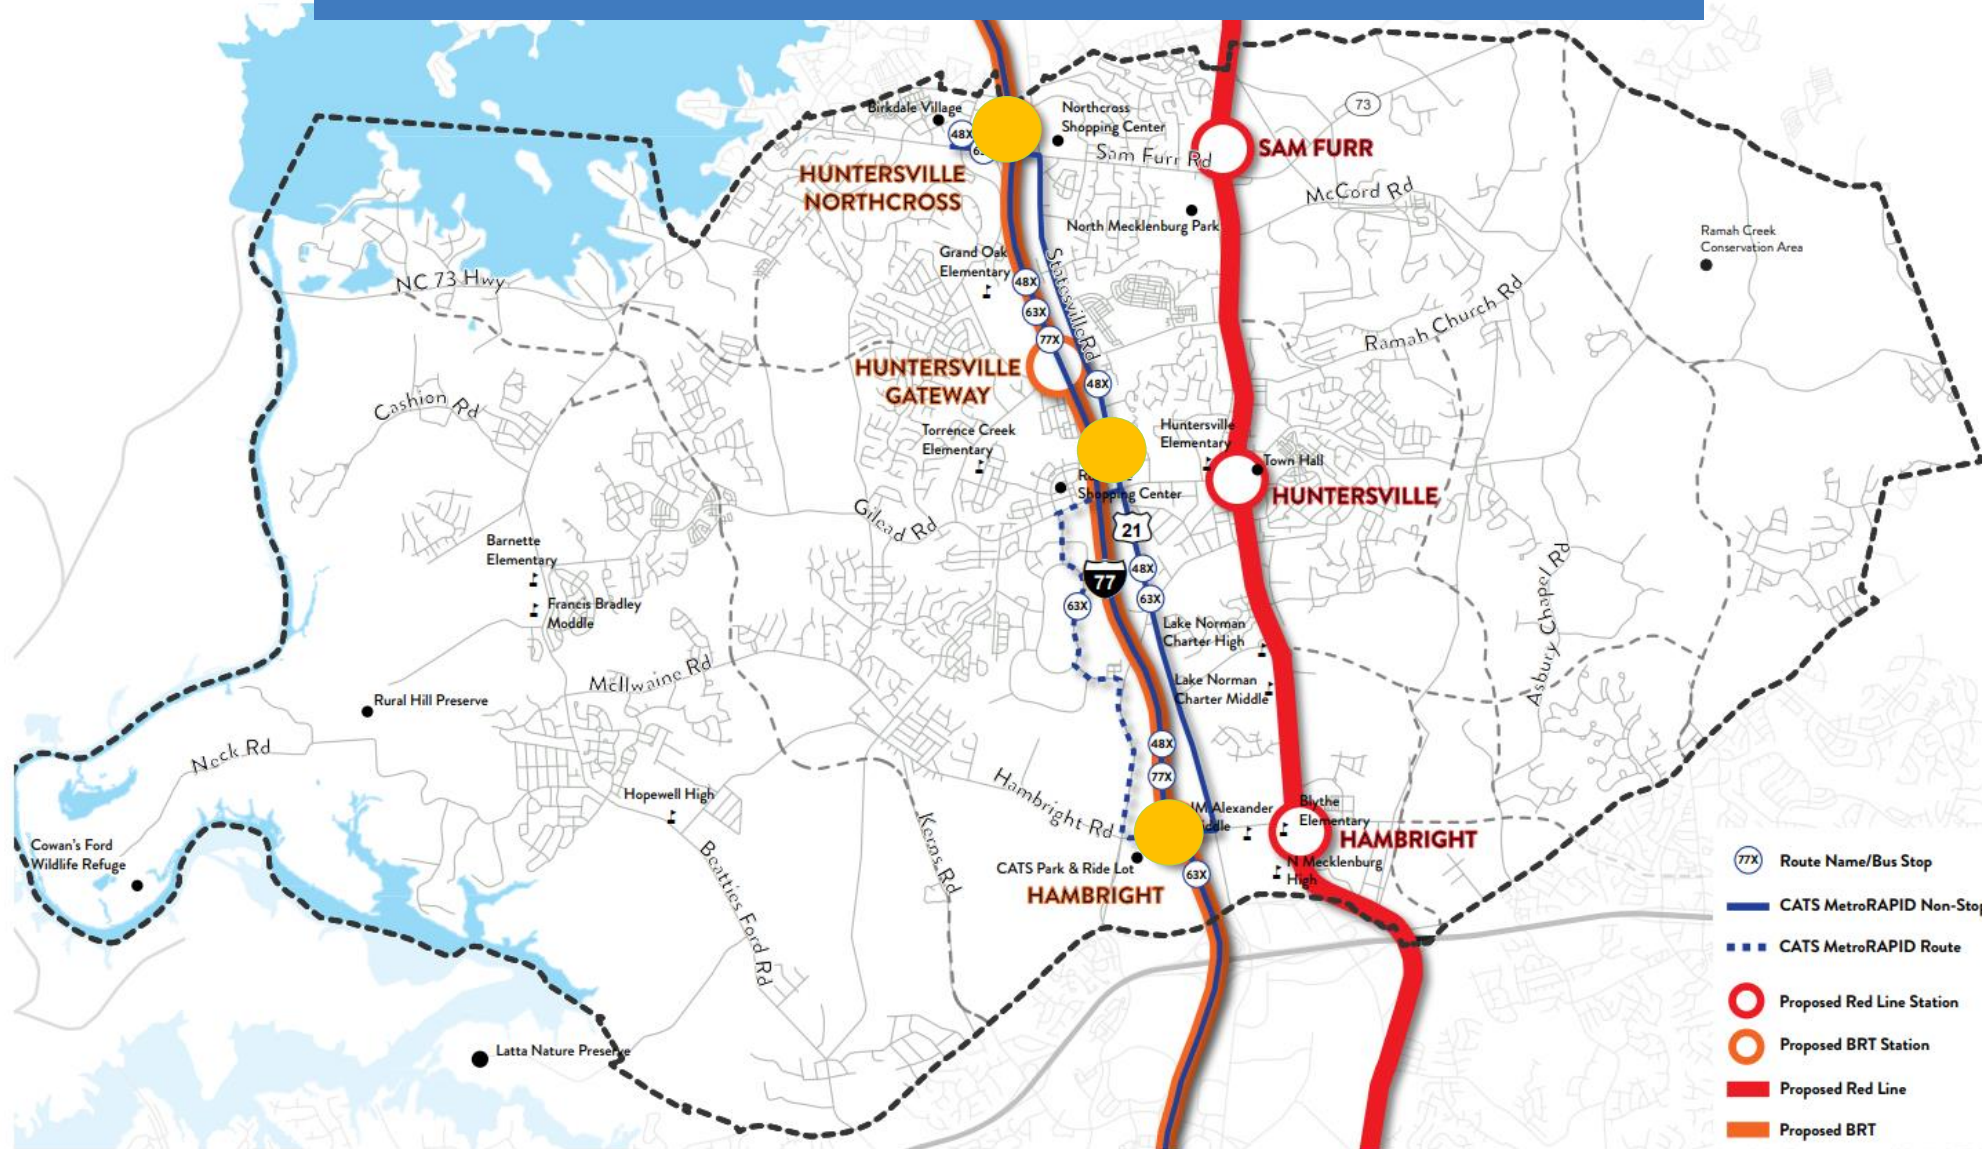 Birkdale Village
Northcross
Shopping Center
73
48X
Sam Furr Rd
SAM FURR
HUNTERSVILLE
NORTHCROSS
McCord Rd
North Mecklenburg Park
Ramah Creek
Conservation Area
Grand Oak
Elementary
Statesville Rd
NC 73 Hwy
48X
63X
77X
Ramah Church Rd
HUNTERSVILLE
GATEWAY
48X
Cashion Rd
Torrence Creek
Elementary
Huntersville
Elementary
Town Hall
Shopping Center
HUNTERSVILLE
Gilead Rd
21
Barnette
Elementary
77
48X
63X
63X
Francis Bradley
Moddle
Lake Norman
Charter High
Asbury Chapel Rd
McIlwaine Rd
Lake Norman
Charter Middle
Rural Hill Preserve
Neck Rd
48X
77X
Hambright Rd
Hopewell High
JM Alexander
Blythe
Elementary
HAMBRIGHT
Kerns Rd
Beatties Ford Rd
Cowan's Ford
Wildlife Refuge
CATS Park & Ride Lot
HAMBRIGHT
63X
N Mecklenburg
High
Latta Nature Preserve
77X Route Name/Bus Stop
CATS MetroRAPID Non-Stop
CATS MetroRAPID Route
Proposed Red Line Station
Proposed BRT Station
Proposed Red Line
Proposed BRT